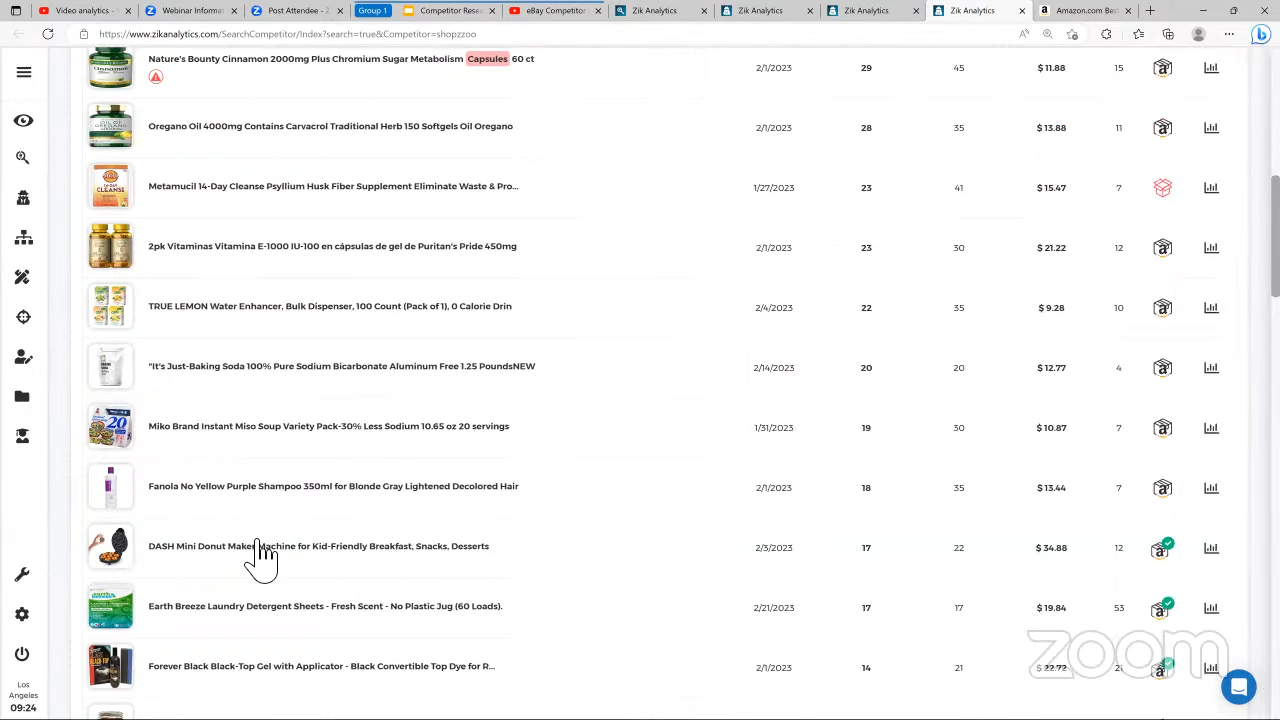 Video analytics - Y
Webinar Informat
Post Attendee - Z
Group 1
Competitor Resea
eBay Competitor
Zik Analytics
Zik Analytics
Zik Analytics
Zik Analytics
https://www.zikanalytics.com/SearchCompetitor/Index?search=true&Competitor=shopzzoo
Nature's Bounty Cinnamon 2000mg Plus Chromium Sugar Metabolism Capsules 60 ct 2/1/2023 29 45 $ 11.88 15
Oregano Oil 4000mg Contains Carvacrol Traditional Herb 150 Softgels Oil Oregano 2/1/2023 28 $ 13.88 11
Metamucil 14-Day Cleanse Psyllium Husk Fiber Supplement Eliminate Waste & Pro... 1/27/2023 23 41 $ 15.47 7
2pk Vitaminas Vitamina E-1000 IU-100 en cápsulas de gel de Puritan's Pride 450mg 2/1/2023 23 30 $ 21.22 12
TRUE LEMON Water Enhancer, Bulk Dispenser, 100 Count (Pack of 1), 0 Calorie Drin 2/4/2023 22 35 $ 9.28 10
"It's Just-Baking Soda 100% Pure Sodium Bicarbonate Aluminum Free 1.25 PoundsNEW 2/14/2023 20 20 $ 12.77 4
Miko Brand Instant Miso Soup Variety Pack-30% Less Sodium 10.65 oz 20 servings 1/31/2023 19 30 $ 10.87 7
Fanola No Yellow Purple Shampoo 350ml for Blonde Gray Lightened Decolored Hair 2/1/2023 18 35 $ 13.44 7
DASH Mini Donut Maker Machine for Kid-Friendly Breakfast, Snacks, Desserts 2/3/2023 17 22 $ 34.88 12
Earth Breeze Laundry Detergent Sheets - Fresh Scent - No Plastic Jug (60 Loads). 2/21/2023 17 17 $ 19.84 53
Forever Black Black-Top Gel with Applicator - Black Convertible Top Dye for R... 2/1/2023 14 21
zoom
Los
Angeles
09:24